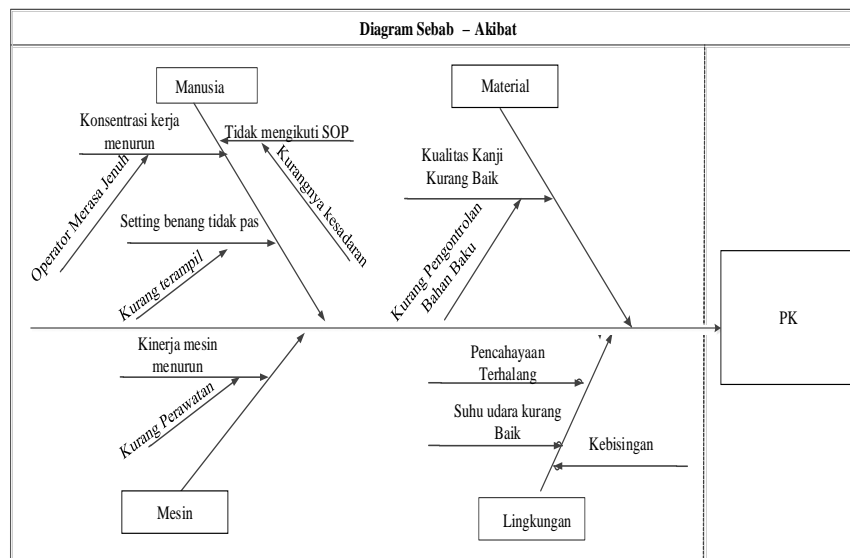 Diagram Sebab – Akibat
Manusia
Konsentrasi kerja
menurun
Operator Merasa Jenuh
Tidak mengikuti SOP
Kurangnya kesadaran
Setting benang tidak pas
Kurang terampil
Material
Kualitas Kanji
Kurang Baik
Kurang Pengontrolan
Bahan Baku
PK
Kinerja mesin
menurun
Kurang Perawatan
Mesin
Pencahayaan
Terhalang
Suhu udara kurang
Baik
Kebisingan
Lingkungan